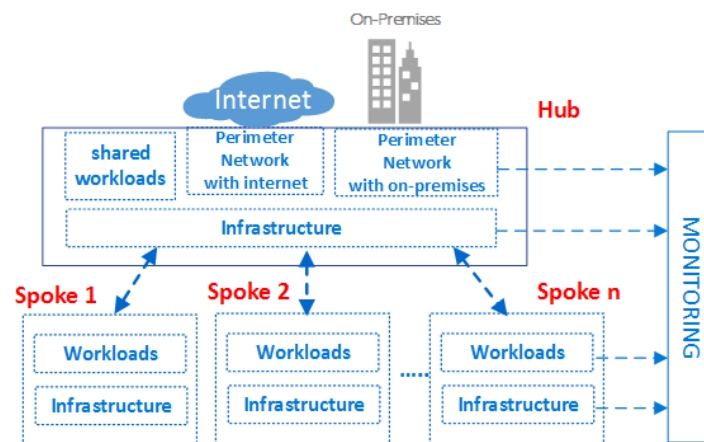 On-Premises
Internet
Hub
shared
workloads
Perimeter
Network
with internet
Perimeter
Network
with on-premises
Infrastructure
MONITORING
Spoke 1
Spoke 2
Spoke n
Workloads
Infrastructure
Workloads
Infrastructure
.....
Workloads
Infrastructure